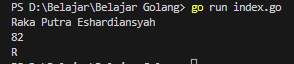 PS D:\Belajar\Belajar Golang> go run index.go
Raka Putra Eshardiansyah
82
R